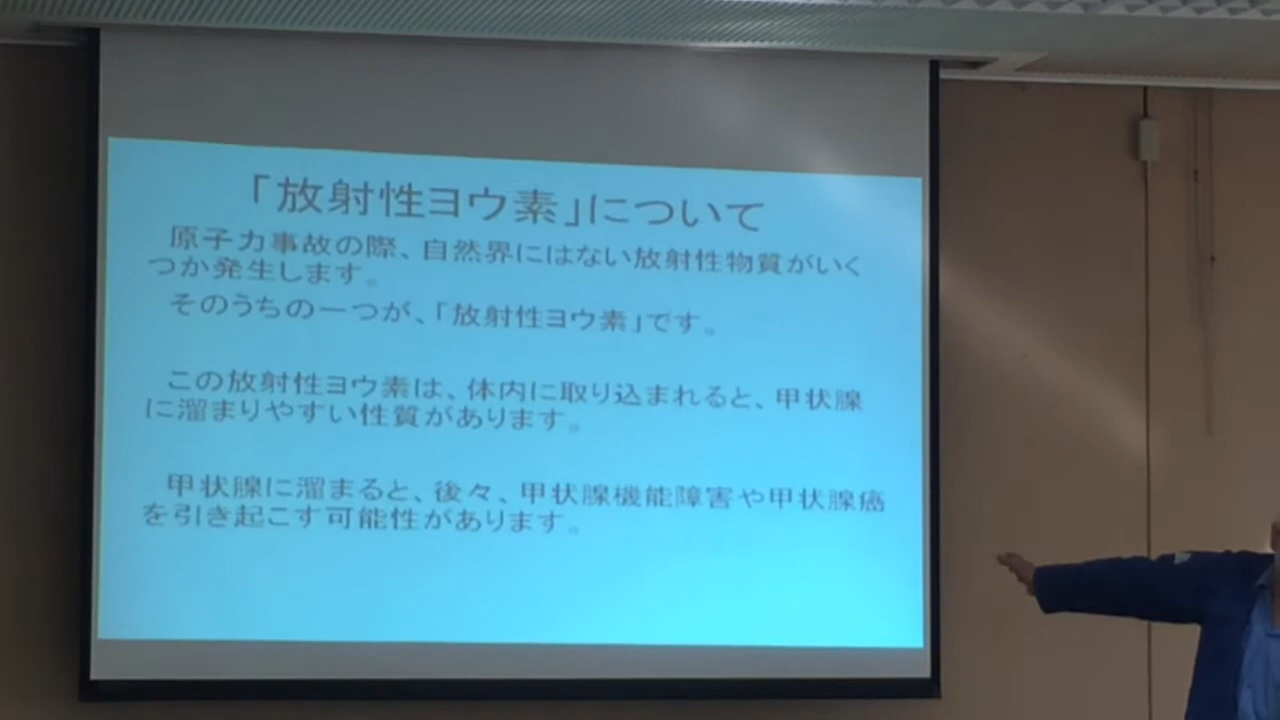 「放射性ヨウ素」について
原子力事故の際、自然界にはない放射性物質がいく
つか発生します。
そのうちの一つが、「放射性ヨウ素」です。
この放射性ヨウ素は、体内に取り込まれると、甲状腺
に溜まりやすい性質があります。
甲状腺に溜まると、後々、甲状腺機能障害や甲状腺癌
を引き起こす可能性があります。